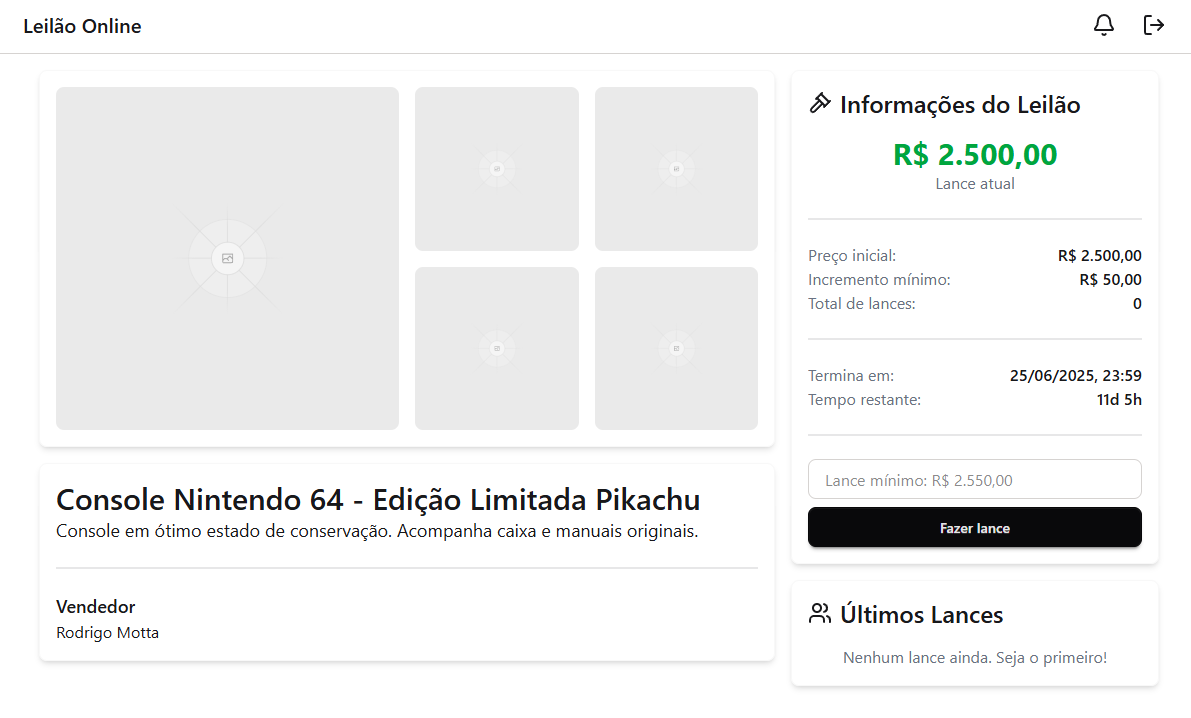 Leilão Online
Console Nintendo 64 - Edição Limitada Pikachu
Console em ótimo estado de conservação. Acompanha caixa e manuais originais.
Vendedor
Rodrigo Motta
Informações do Leilão
R$ 2.500,00
Lance atual
Preço inicial: R$ 2.500,00
Incremento mínimo: R$ 50,00
Total de lances: 0
Termina em: 25/06/2025, 23:59
Tempo restante: 11d 5h
Lance mínimo: R$ 2.550,00
Fazer lance
Últimos Lances
Nenhum lance ainda. Seja o primeiro!